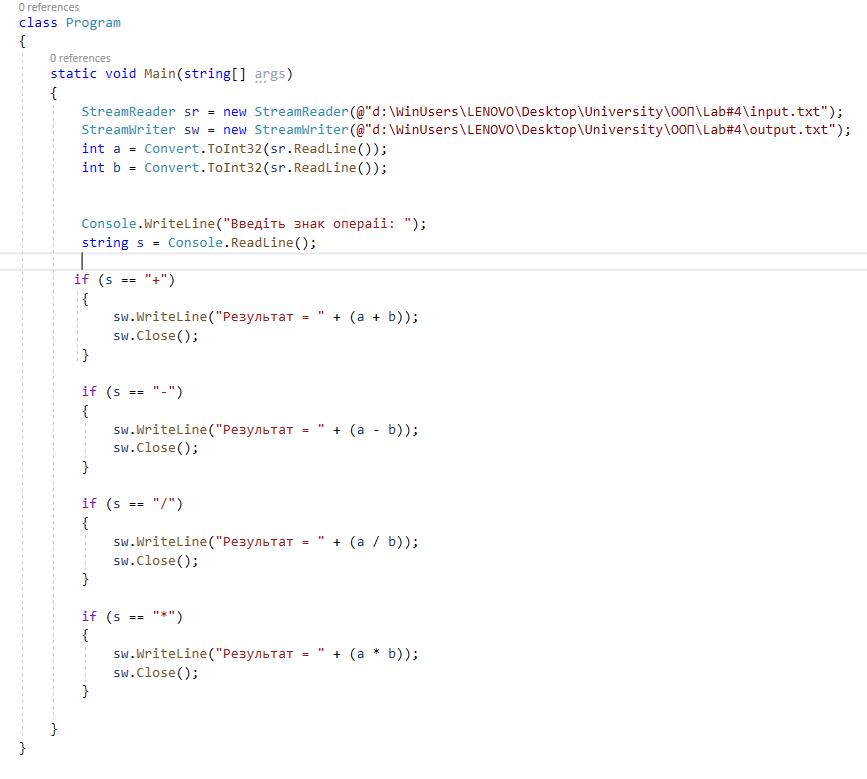 0 references
class Program
{
0 references
static void Main(string[] args)
{
StreamReader sr = new StreamReader(@"d:\WinUsers\LENOVO\Desktop\University\ООП\Lab#4\input.txt");
StreamWriter sw = new StreamWriter(@"d:\WinUsers\LENOVO\Desktop\University\ООП\Lab#4\output.txt");
int a = Convert.ToInt32(sr.ReadLine());
int b = Convert.ToInt32(sr.ReadLine());
Console.WriteLine("Введіть знак операіі: ");
string s = Console.ReadLine();
if (s == "+")
{
sw.WriteLine("Результат = " + (a + b));
sw.Close();
}
if (s == "-")
{
sw.WriteLine("Результат = " + (a - b));
sw.Close();
}
if (s == "/")
{
sw.WriteLine("Результат = " + (a / b));
sw.Close();
}
if (s == "*")
{
sw.WriteLine("Результат = " + (a * b));
sw.Close();
}
}
}